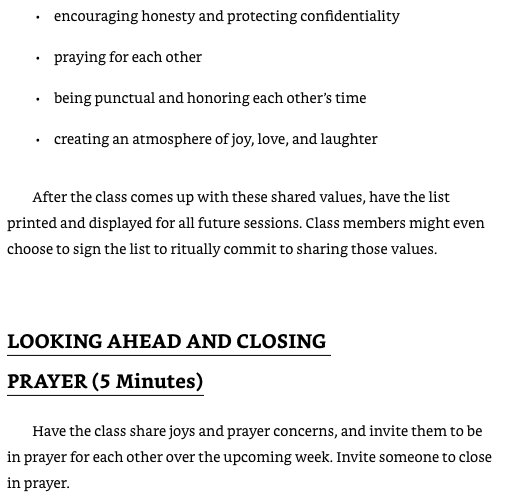 • encouraging honesty and protecting confidentiality
• praying for each other
• being punctual and honoring each other’s time
• creating an atmosphere of joy, love, and laughter
After the class comes up with these shared values, have the list
printed and displayed for all future sessions. Class members might even
choose to sign the list to ritually commit to sharing those values.
LOOKING AHEAD AND CLOSING
PRAYER (5 Minutes)
Have the class share joys and prayer concerns, and invite them to be
in prayer for each other over the upcoming week. Invite someone to close
in prayer.